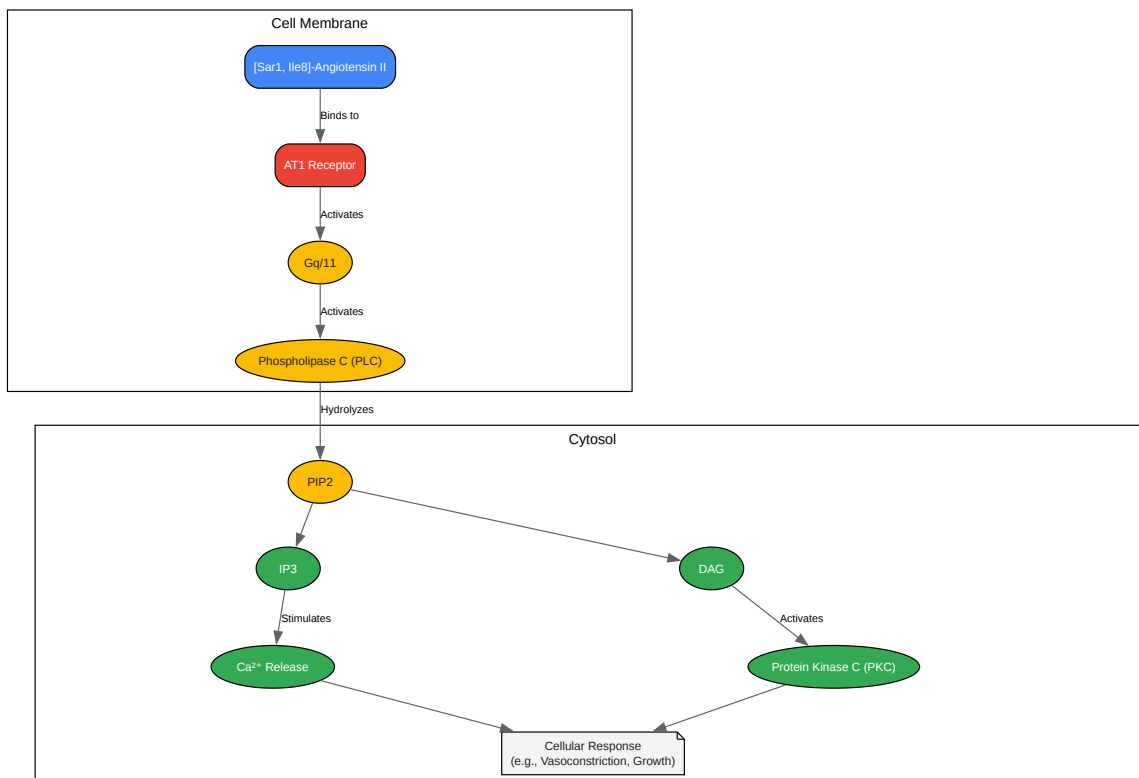 Cell Membrane
[Sar1, Ile8]-Angiotensin II
Binds to
AT1 Receptor
Activates
Gq/11
Activates
Phospholipase C (PLC)
Hydrolyzes
Cytosol
PIP2
IP3
DAG
Stimulates
Activates
Ca²⁺ Release
Protein Kinase C (PKC)
Cellular Response
(e.g., Vasoconstriction, Growth)